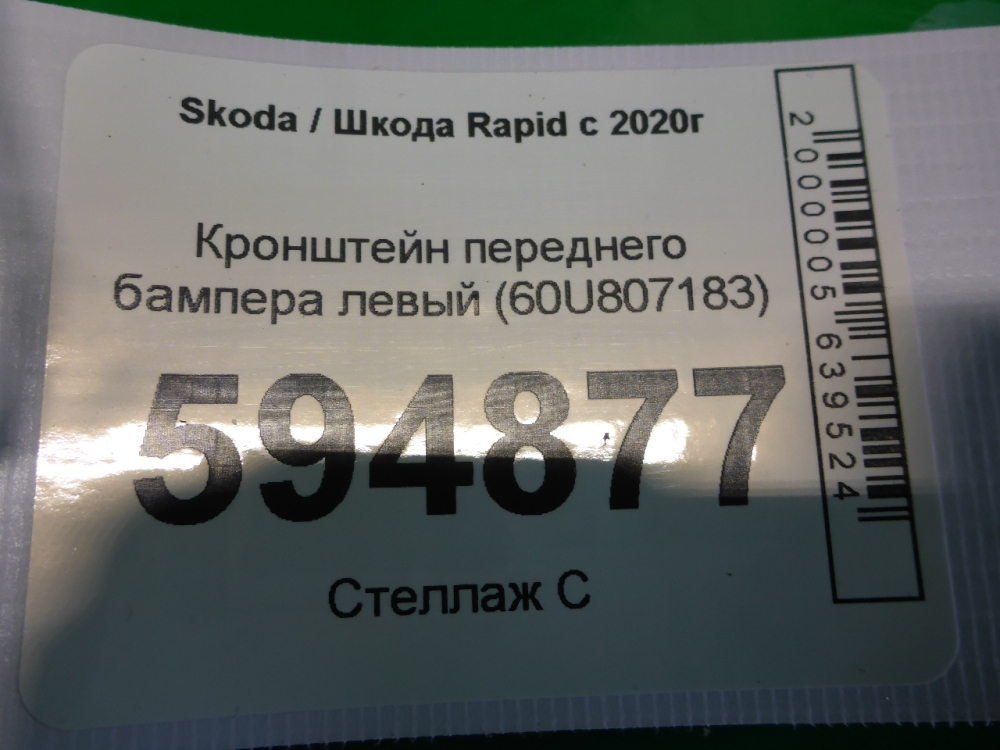 Skoda / Шкода Rapid с 2020г
Кронштейн переднего
бампера левый (60U807183)
594877
Стеллаж С
2000005639524